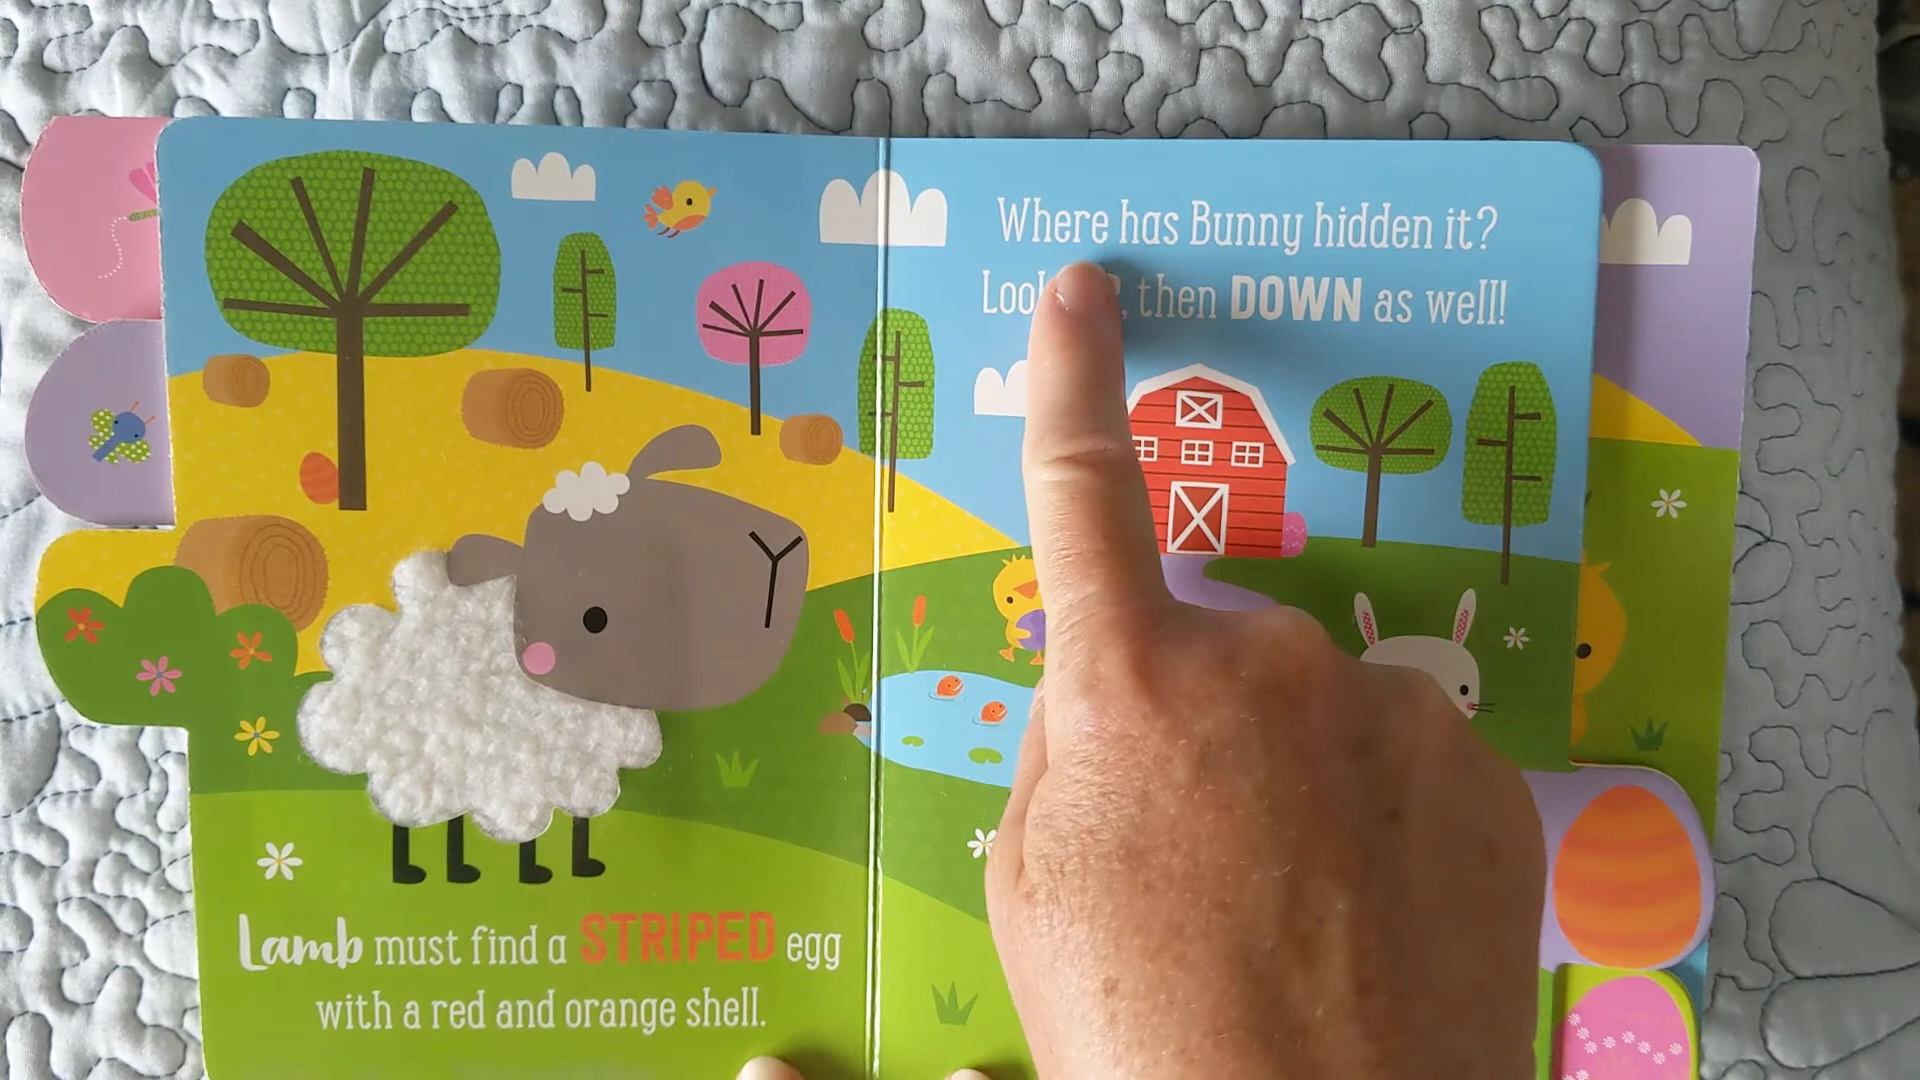 Where has Bunny hidden it?
Look , then DOWN as well!
Lamb must find a STRIPED egg
with a red and orange shell.